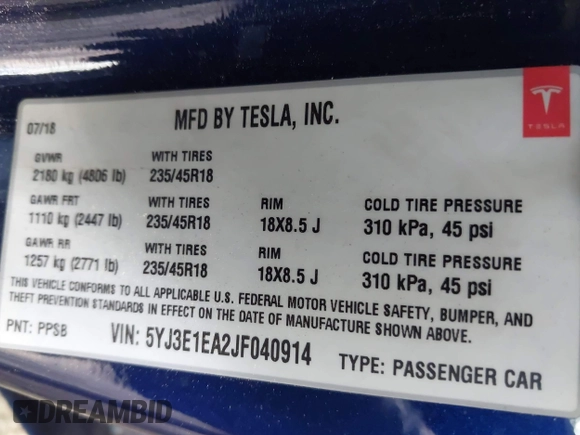 07/18 MFD BY TESLA, INC.
TESLA
GVWR WITH TIRES
2180 kg (4806 lb) 235/45R18
GAWR FRT WITH TIRES RIM COLD TIRE PRESSURE
1110 kg (2447 lb) 235/45R18 18X8.5 J 310 kPa, 45 psi
GAWR RR WITH TIRES RIM COLD TIRE PRESSURE
1257 kg (2771 lb) 235/45R18 18X8.5 J 310 kPa, 45 psi
THIS VEHICLE CONFORMS TO ALL APPLICABLE U.S. FEDERAL MOTOR VEHICLE SAFETY, BUMPER, AND
THEFT PREVENTION STANDARDS IN EFFECT ON THE DATE OF MANUFACTURE SHOWN ABOVE.
PNT: PPSB VIN: 5YJ3E1EA2JF040914 TYPE: PASSENGER CAR
DREAMBID